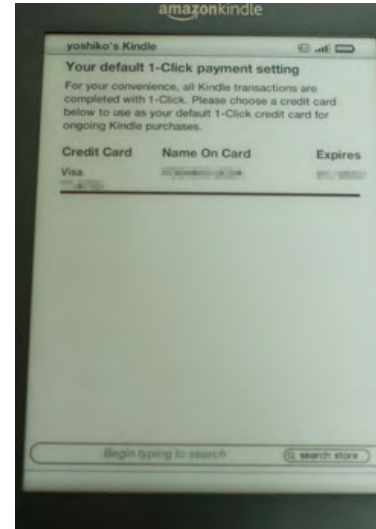 amazonkindle
yoshiko's Kindle
Your default 1-Click payment setting
For your convenience, all Kindle transactions are
completed with 1-Click. Please choose a credit card
below to use as your default 1-Click credit card for
ongoing Kindle purchases.
Credit Card Name On Card Expires
Visa
Begin typing to search search store